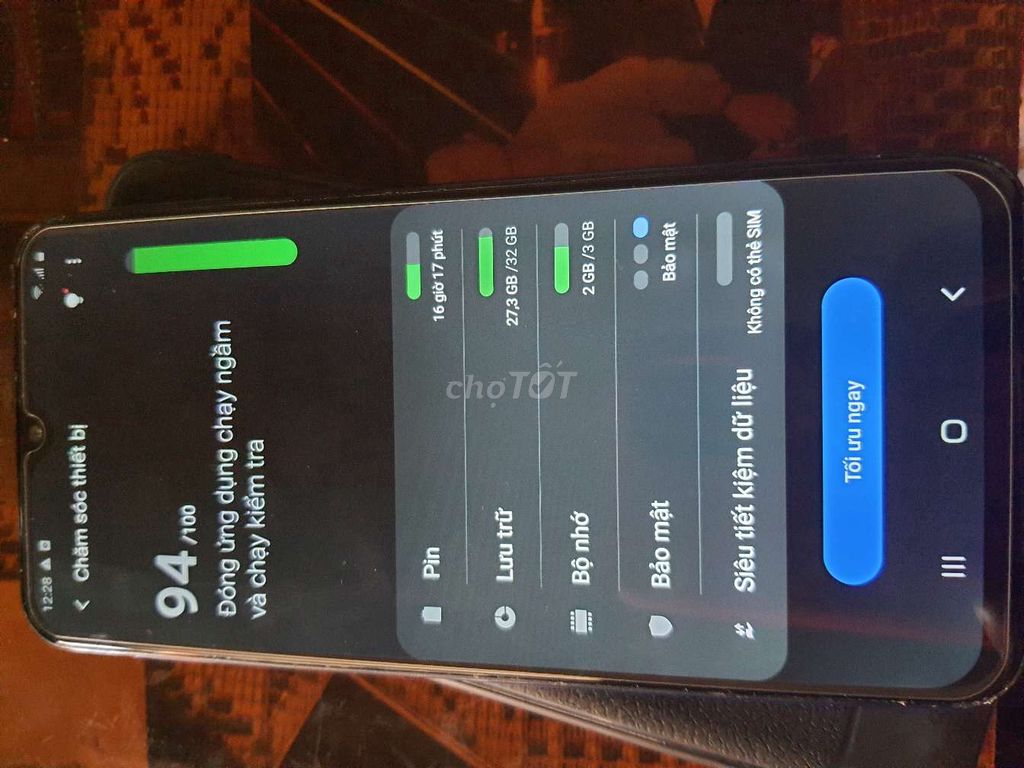 12:28
Chăm sóc thiết bị
94/100
Đóng ứng dụng chạy ngầm
và chạy kiểm tra
Pin
16 giờ 17 phút
Lưu trữ
27,3 GB /32 GB
Bộ nhớ
2 GB /3 GB
Bảo mật
Bảo mật
Siêu tiết kiệm dữ liệu
Không có thẻ SIM
Tối ưu ngay
chợTỐT